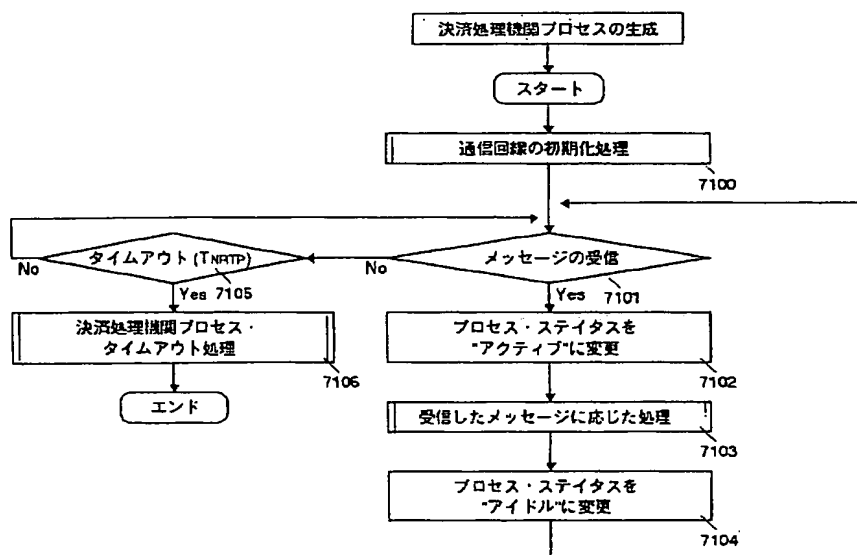 決済処理機関プロセスの生成
スタート
通信回線の初期化処理
7100
タイムアウト (TNRTP)
7105
No
Yes
メッセージの受信
7101
No
Yes
決済処理機関プロセス・
タイムアウト処理
7106
エンド
プロセス・ステイタスを
"アクティブ"に変更
7102
受信したメッセージに応じた処理
7103
プロセス・ステイタスを
"アイドル"に変更
7104